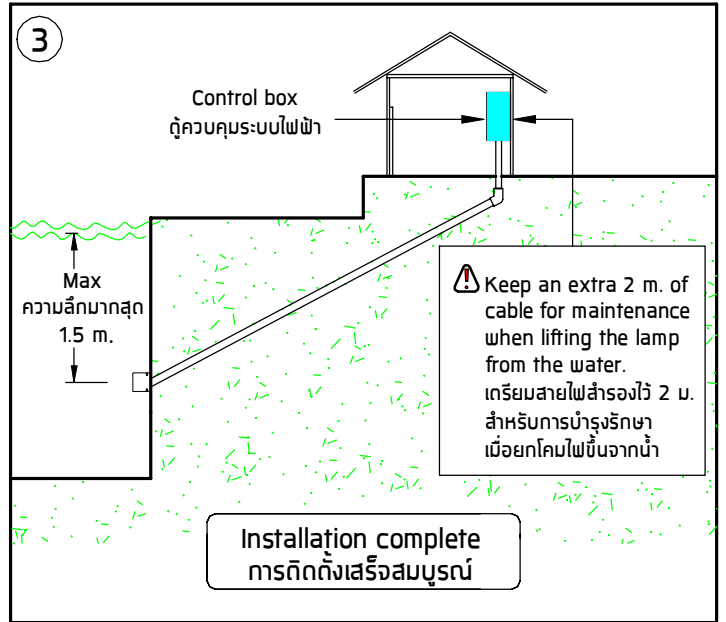 3
Control box
ตู้ควบคุมระบบไฟฟ้า
Max
ความลึกมากสุด
1.5 m.
Keep an extra 2 m. of
cable for maintenance
when lifting the lamp
from the water.
เตรียมสายไฟสำรองไว้ 2 ม.
สำหรับการบำรุงรักษา
เมื่อยกโคมไฟขึ้นจากน้ำ
Installation complete
การติดตั้งเสร็จสมบูรณ์